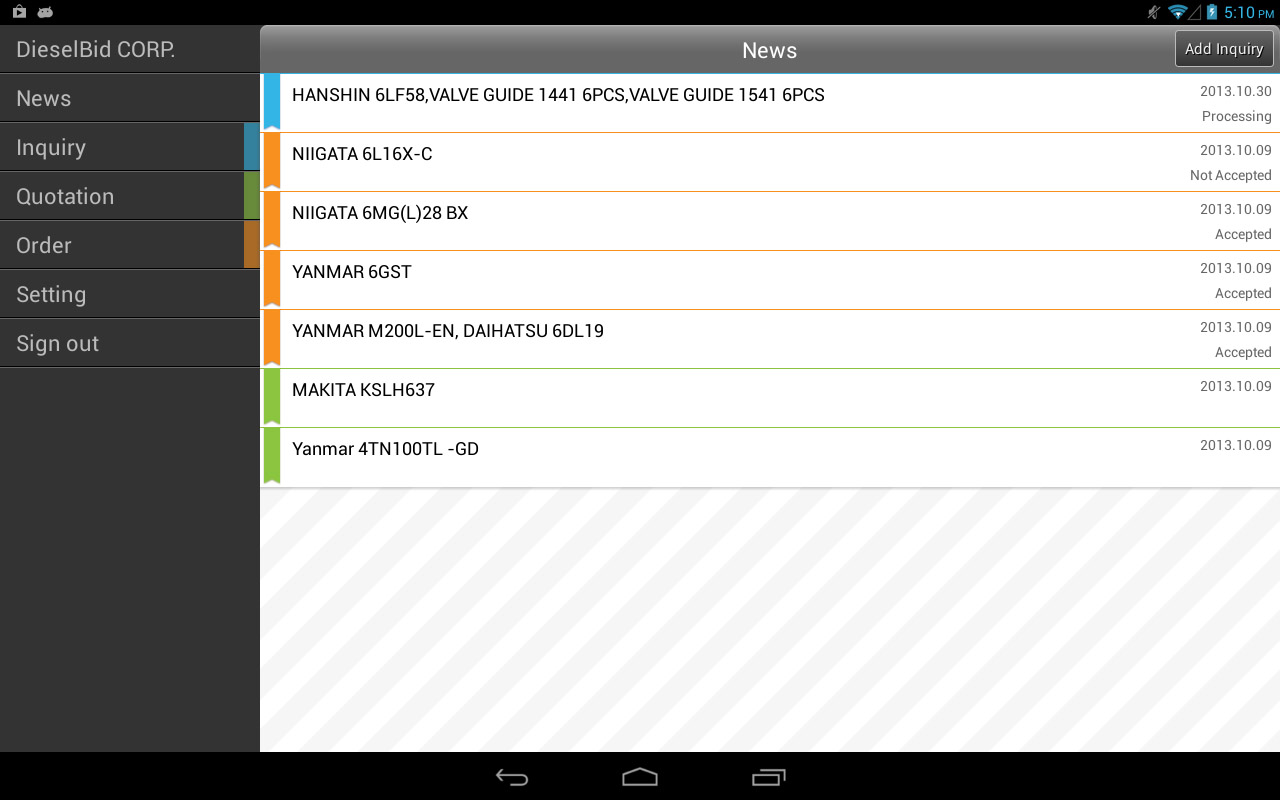 5:10 PM
DieselBid CORP.
News
Inquiry
Quotation
Order
Setting
Sign out
News
Add Inquiry
HANSHIN 6LF58,VALVE GUIDE 1441 6PCS,VALVE GUIDE 1541 6PCS
2013.10.30
Processing
NIIGATA 6L16X-C
2013.10.09
Not Accepted
NIIGATA 6MG(L)28 BX
2013.10.09
Accepted
YANMAR 6GST
2013.10.09
Accepted
YANMAR M200L-EN, DAIHATSU 6DL19
2013.10.09
Accepted
MAKITA KSLH637
2013.10.09
Yanmar 4TN100TL -GD
2013.10.09